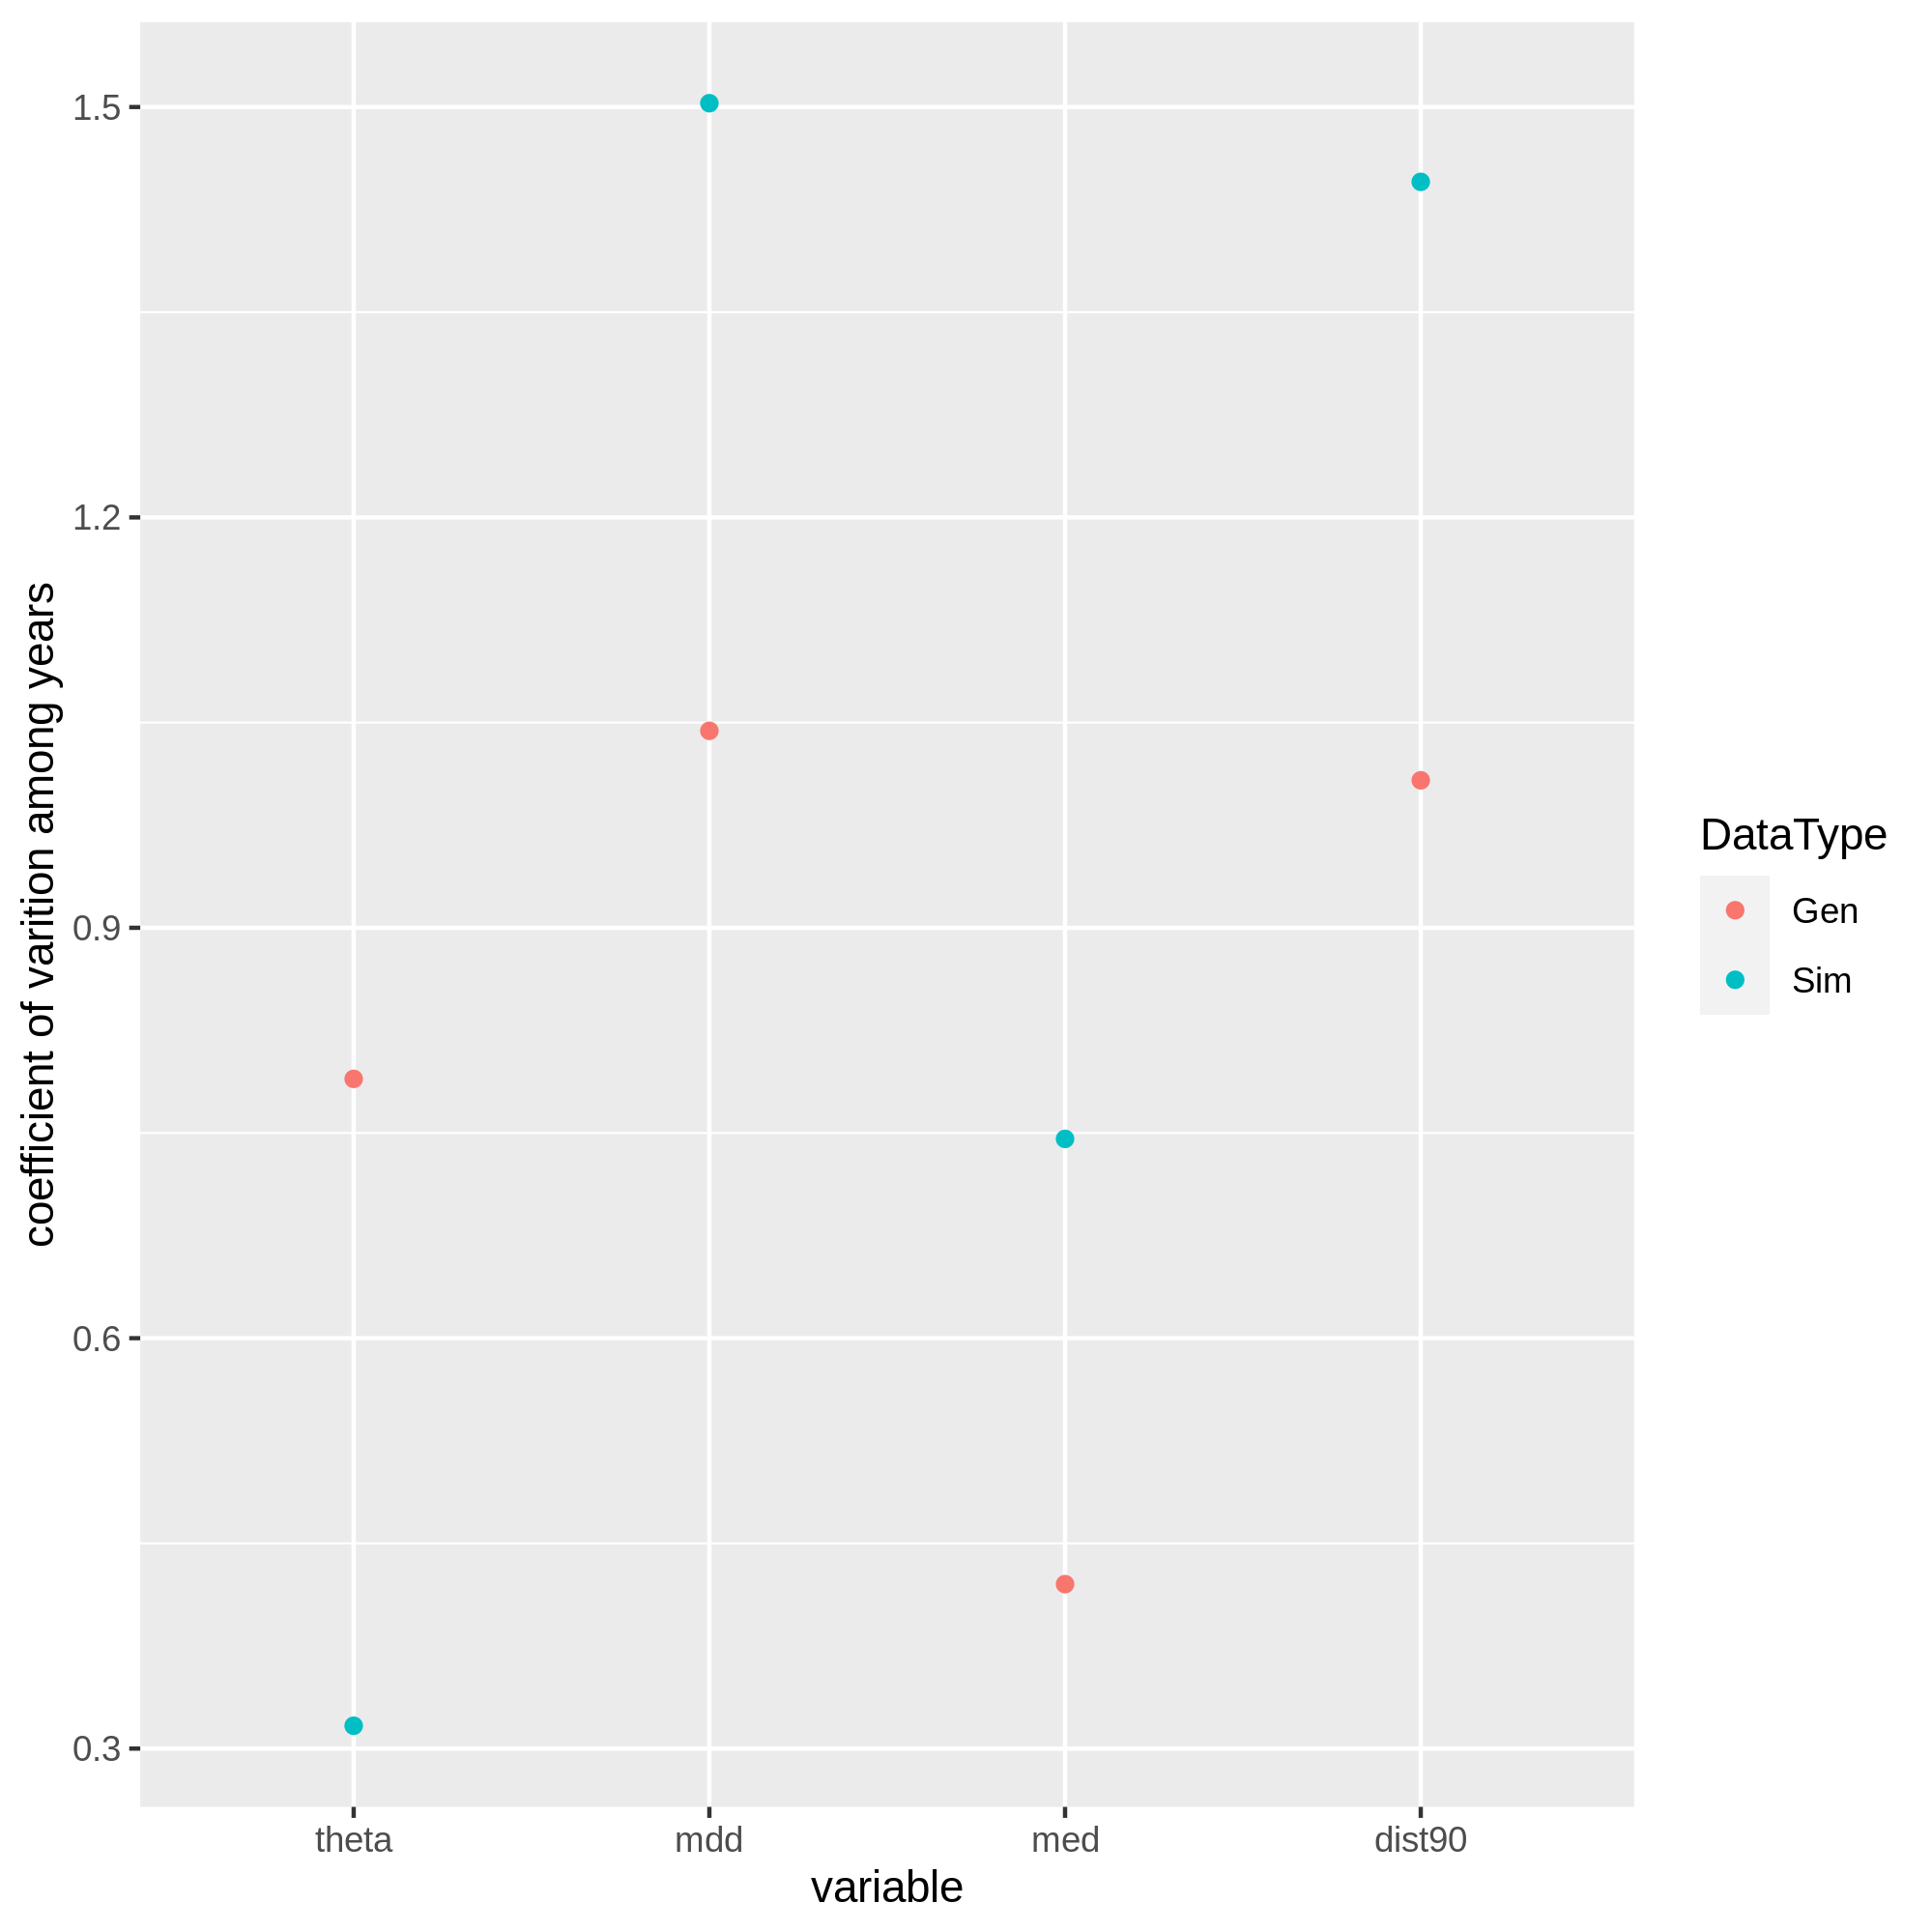 coefficient of varition among years
1.5
1.2
0.9
0.6
0.3
theta mdd med dist90
variable
DataType
Gen
Sim